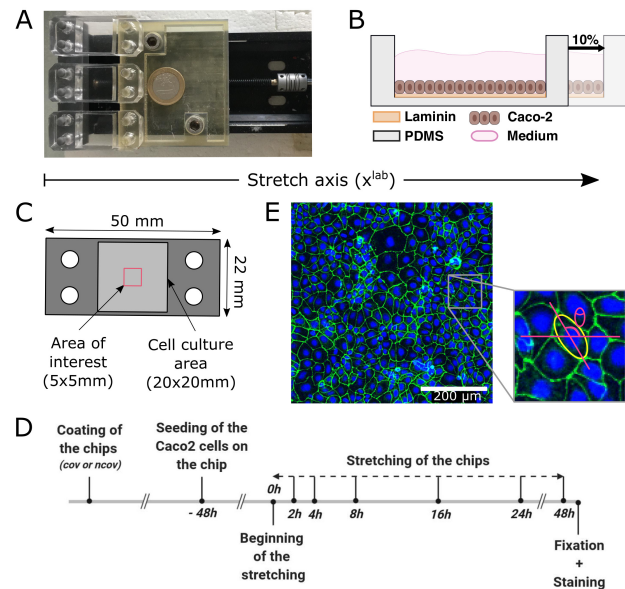 A
B
10%
Laminin
Caco-2
PDMS
Medium
Stretch axis (xlab)
C
50 mm
22 mm
Area of
interest
(5x5mm)
Cell culture
area
(20x20mm)
E
θ
200 μm
D
Coating of
the chips
(cov or ncov)
Seeding of the
Caco2 cells on
the chip
Stretching of the chips
0h
- 48h
2h
4h
8h
16h
24h
48h
Beginning
of the
stretching
Fixation
+
Staining